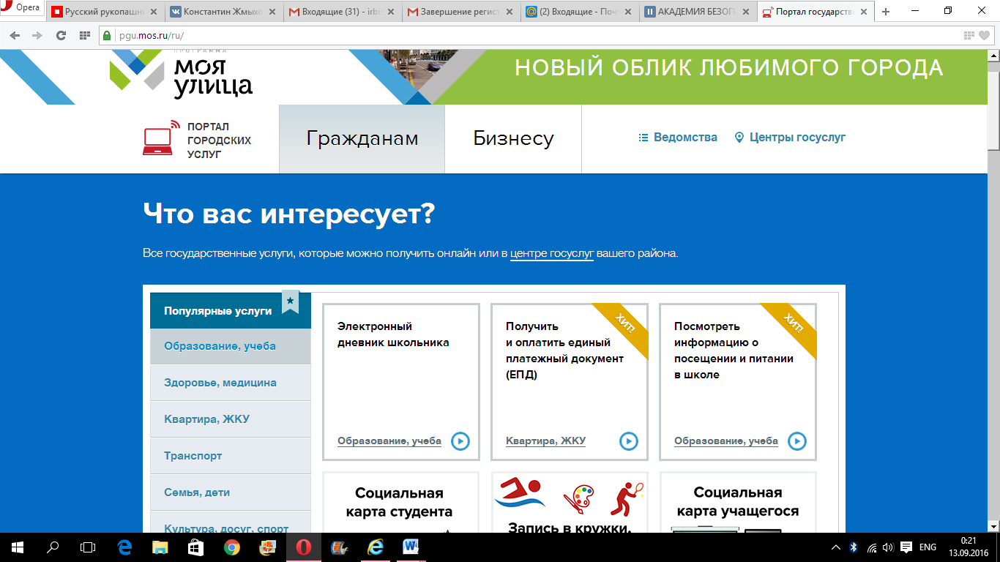 Opera
Русский рукопашн
Константин Жмыхо
Входящие (31) - irbi
Завершение регист
(2) Входящие - Почт
АКАДЕМИЯ БЕЗОПА
Портал государстве
pgu.mos.ru/ru/
ПРОГРАММА
МОЯ
УЛИЦА
НОВЫЙ ОБЛИК ЛЮБИМОГО ГОРОДА
ПОРТАЛ
ГОРОДСКИХ
УСЛУГ
Гражданам
Бизнесу
Ведомства
Центры госуслуг
Что вас интересует?
Все государственные услуги, которые можно получить онлайн или в центре госуслуг вашего района.
Популярные услуги
Образование, учеба
Здоровье, медицина
Квартира, ЖКУ
Транспорт
Семья, дети
Культура, досуг, спорт
Электронный
дневник школьника
Образование, учеба
ХИТ!
Получить
и оплатить единый
платежный документ
(ЕПД)
Квартира, ЖКУ
ХИТ!
Посмотреть
информацию о
посещении и питании
в школе
Образование, учеба
Социальная
карта студента
Запись в кружки,
Социальная
карта учащегося
ENG
0:21
13.09.2016